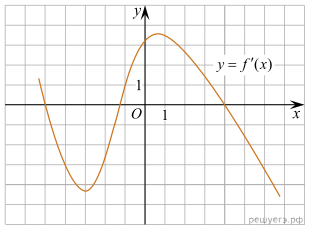 y
y = f′(x)
1
O
1
x
решуегэ.рф